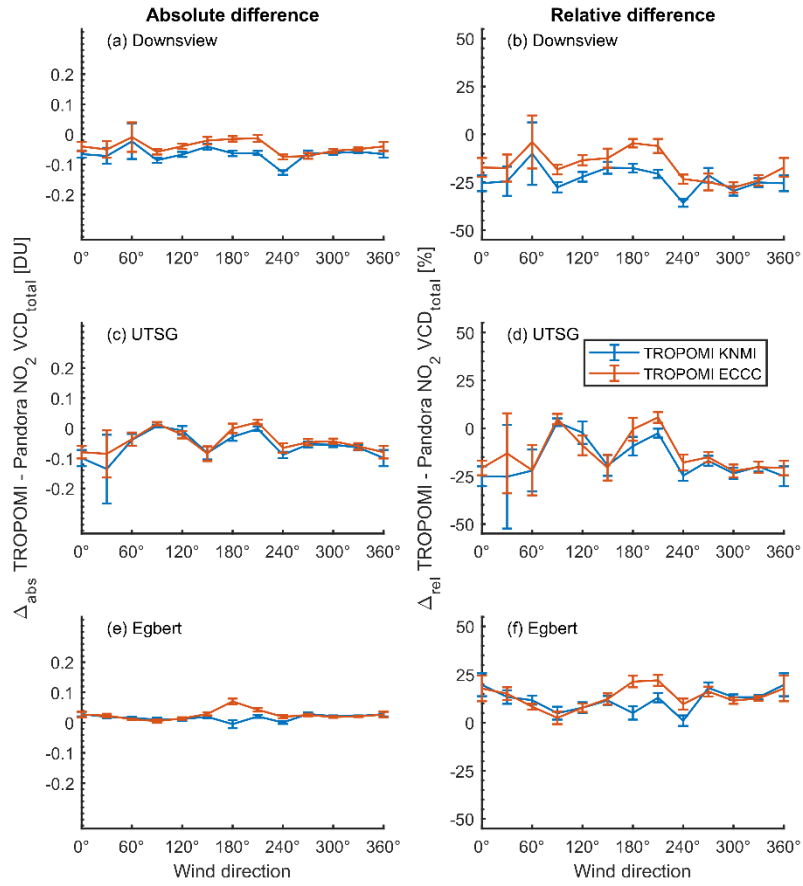 Absolute difference
Relative difference
(a) Downsview
0.2
0.1
0
-0.1
-0.2
0° 60° 120° 180° 240° 300° 360°
(b) Downsview
50
25
0
-25
-50
0° 60° 120° 180° 240° 300° 360°
(c) UTSG
0.2
0.1
0
-0.1
-0.2
0° 60° 120° 180° 240° 300° 360°
(d) UTSG
TROPOMI KNMI
TROPOMI ECCC
50
25
0
-25
-50
0° 60° 120° 180° 240° 300° 360°
(e) Egbert
0.2
0.1
0
-0.1
-0.2
0° 60° 120° 180° 240° 300° 360°
Wind direction
(f) Egbert
50
25
0
-25
-50
0° 60° 120° 180° 240° 300° 360°
Wind direction
Δabs TROPOMI - Pandora NO2 VCDtotal [DU]
Δrel TROPOMI - Pandora NO2 VCDtotal [%]